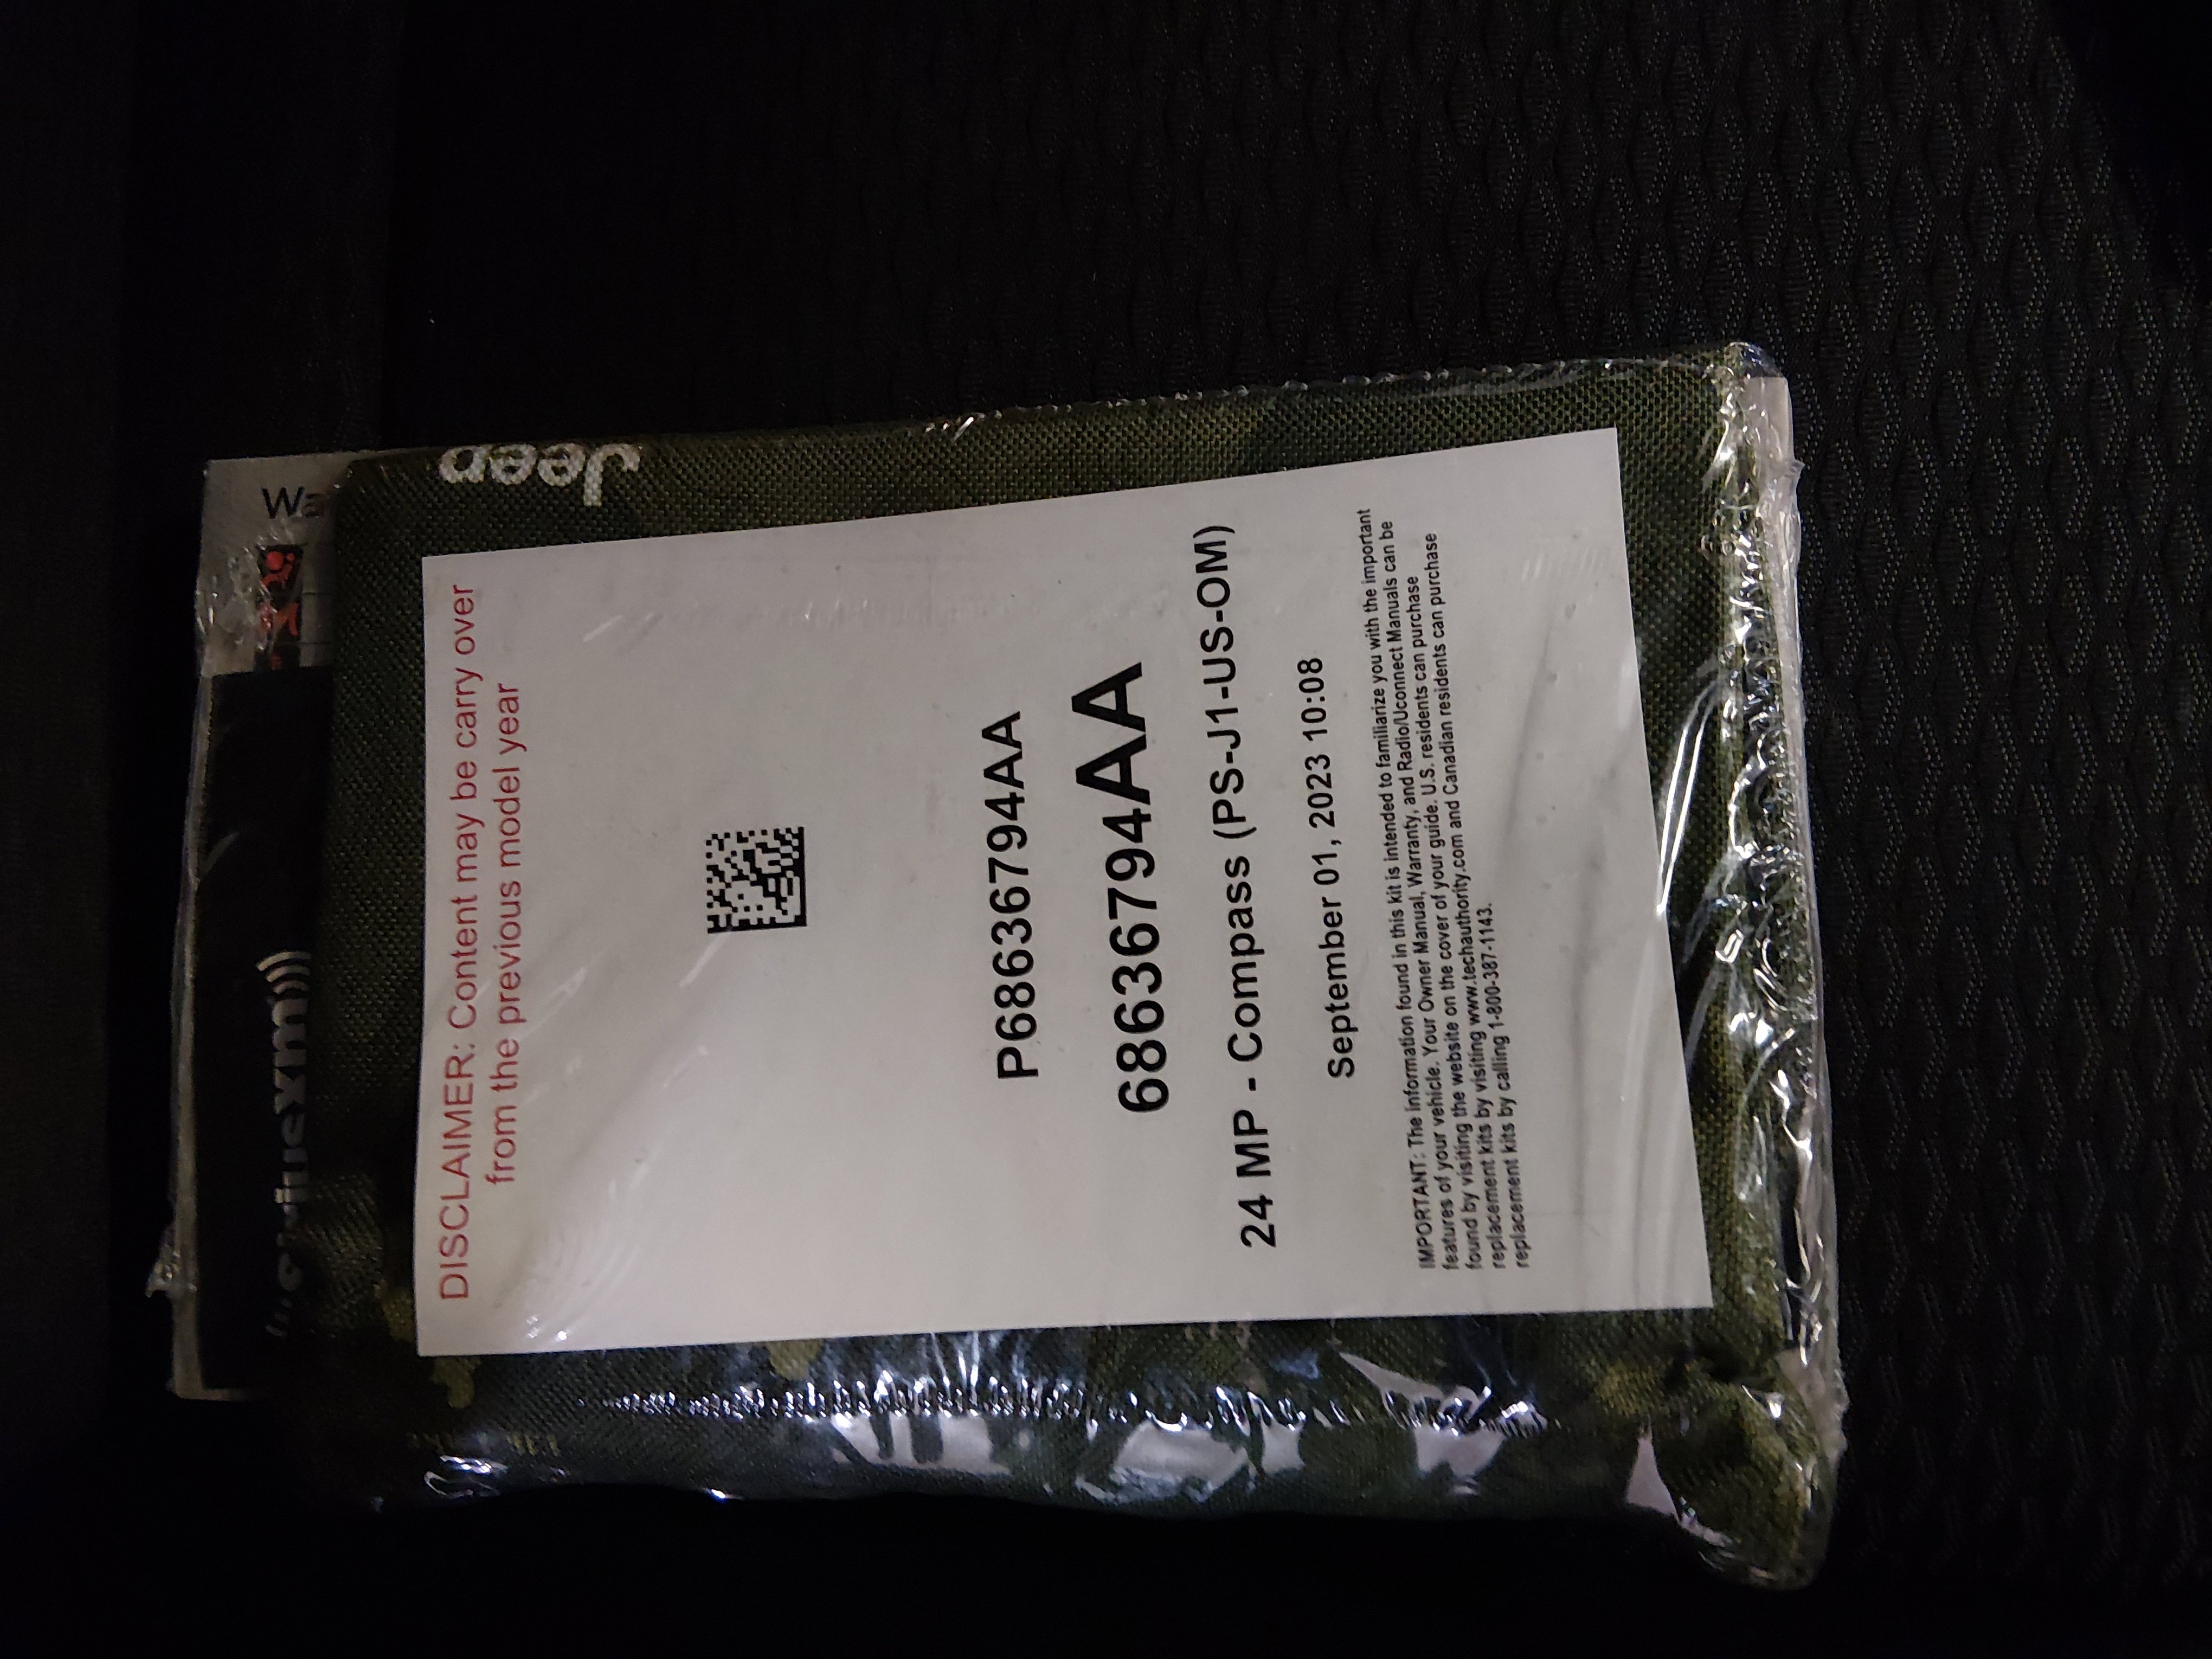 DISCLAIMER: Content may be carry over
from the previous model year
P68636794AA
68636794AA
24 MP - Compass (PS-J1-US-OM)
September 01, 2023 10:08
IMPORTANT: The information found in this kit is intended to familiarize you with the important
features of your vehicle. Your Owner Manual, Warranty, and Radio/Uconnect Manuals can be
found by visiting the website on the cover of your guide. U.S. residents can purchase
replacement kits by visiting www.techauthority.com and Canadian residents can purchase
replacement kits by calling 1-800-387-1143.
Jeep
Wa
siriusxm